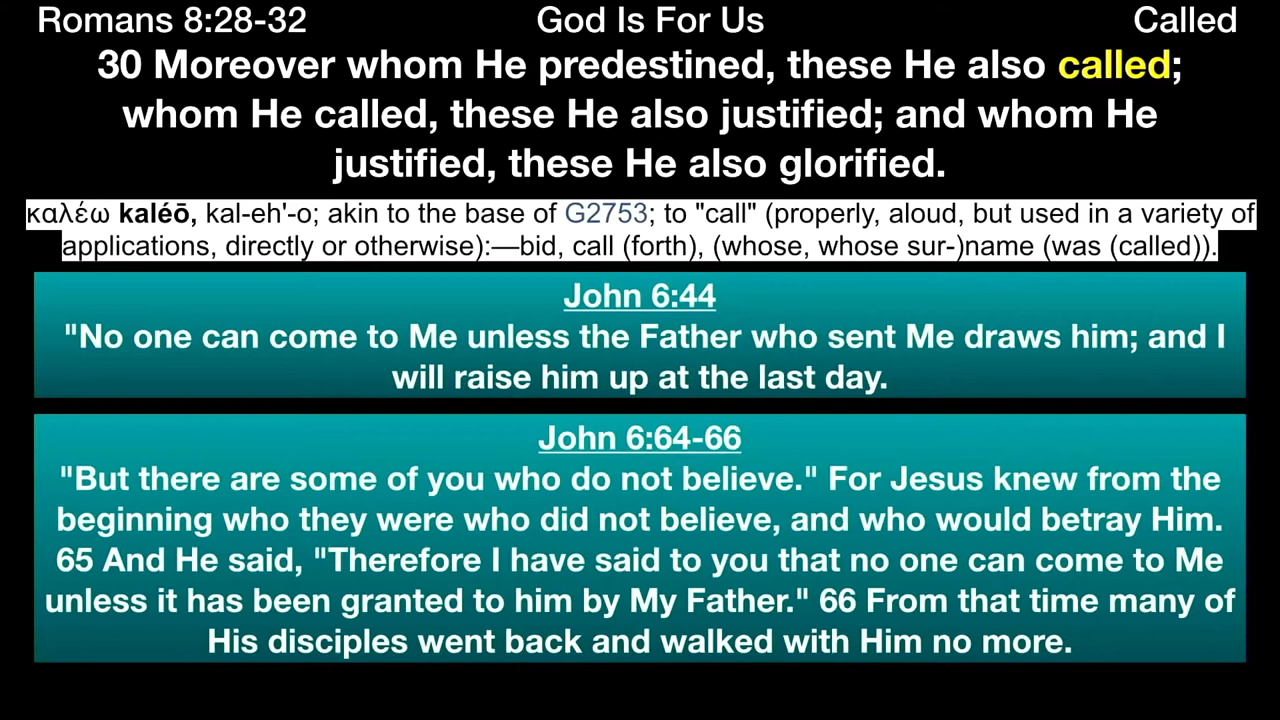 Romans 8:28-32 God Is For Us Called
30 Moreover whom He predestined, these He also called;
whom He called, these He also justified; and whom He
justified, these He also glorified.
καλέω kaléō, kal-eh'-o; akin to the base of G2753; to "call" (properly, aloud, but used in a variety of
applications, directly or otherwise):—bid, call (forth), (whose, whose sur-)name (was (called)).
John 6:44
"No one can come to Me unless the Father who sent Me draws him; and I
will raise him up at the last day.
John 6:64-66
"But there are some of you who do not believe." For Jesus knew from the
beginning who they were who did not believe, and who would betray Him.
65 And He said, "Therefore I have said to you that no one can come to Me
unless it has been granted to him by My Father." 66 From that time many of
His disciples went back and walked with Him no more.